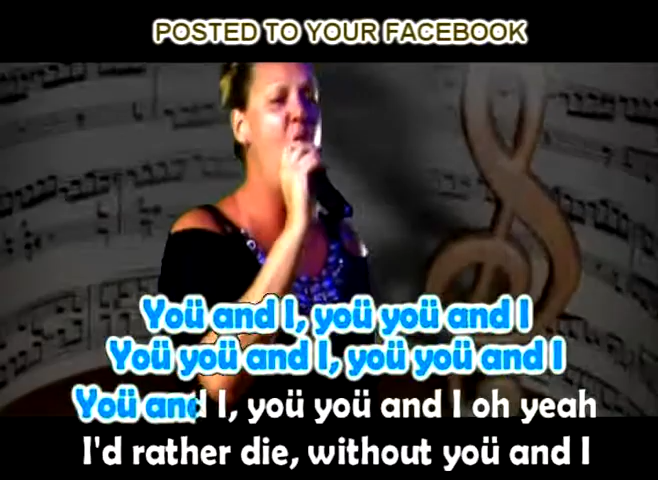 POSTED TO YOUR FACEBOOK
Yoü and I, yoü yoü and I
Yoü yoü and I, yoü yoü and I
Yoü and I, yoü yoü and I oh yeah
I'd rather die, without yoü and I